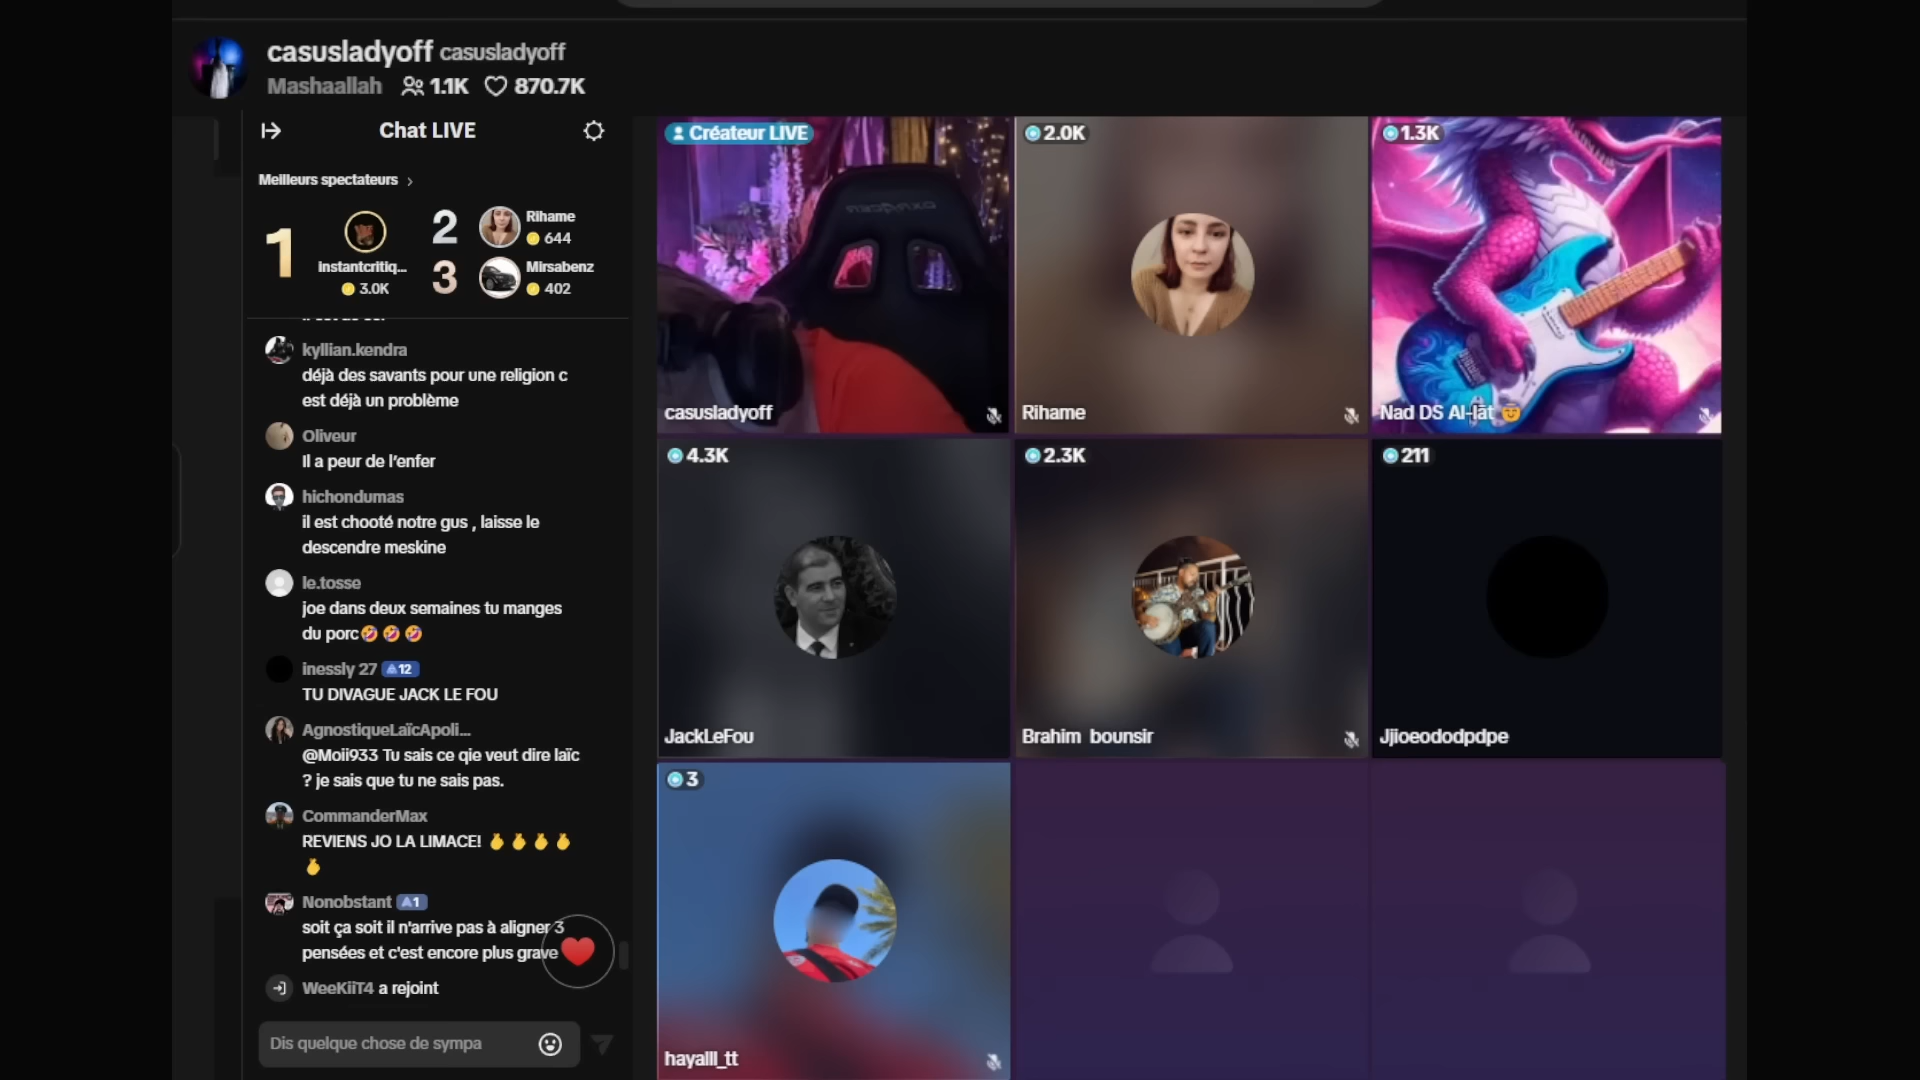 casusladyoff casusladyoff
Mashaallah 1.1K 870.7K
Chat LIVE
Meilleurs spectateurs
1
Instantcritiq...
3.0K
2
Rihame
644
3
Mirsabenz
402
kyllian.kendra
déjà des savants pour une religion c
est déjà un problème
Oliveur
Il a peur de l'enfer
hichondumas
il est chooté notre gus , laisse le
descendre meskine
le.tosse
joe dans deux semaines tu manges
du porc🤣🤣🤣
inessly 27 12
TU DIVAGUE JACK LE FOU
AgnostiqueLaïcApoli...
@Moii933 Tu sais ce qie veut dire laïc
? je sais que tu ne sais pas.
CommanderMax
REVIENS JO LA LIMACE! 🫰🫰🫰🫰
🫰
Nonobstant 1
soit ça soit il n'arrive pas à aligner 3
pensées et c'est encore plus grave
WeeKiiT4 a rejoint
Dis quelque chose de sympa
Créateur LIVE
casusladyoff
2.0K
Rihame
1.3K
Nad DS Al-lāt 🤠
4.3K
JackLeFou
2.3K
Brahim bounsir
211
Jjioeododpdpe
3
hayalll_tt